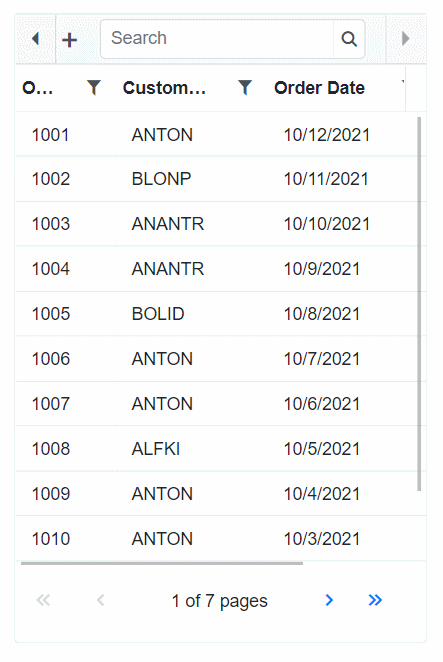 Search
O... Custom... Order Date
1001 ANTON 10/12/2021
1002 BLONP 10/11/2021
1003 ANANTR 10/10/2021
1004 ANANTR 10/9/2021
1005 BOLID 10/8/2021
1006 ANTON 10/7/2021
1007 ANTON 10/6/2021
1008 ALFKI 10/5/2021
1009 ANTON 10/4/2021
1010 ANTON 10/3/2021
1 of 7 pages